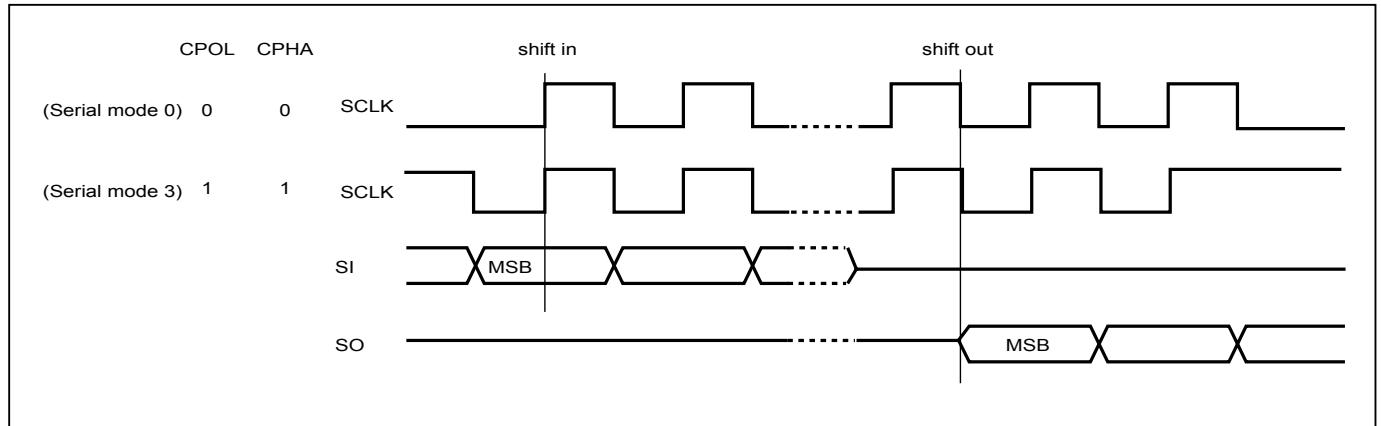 CPOL CPHA shift in shift out
(Serial mode 0) 0 0 SCLK
(Serial mode 3) 1 1 SCLK
SI MSB
SO MSB